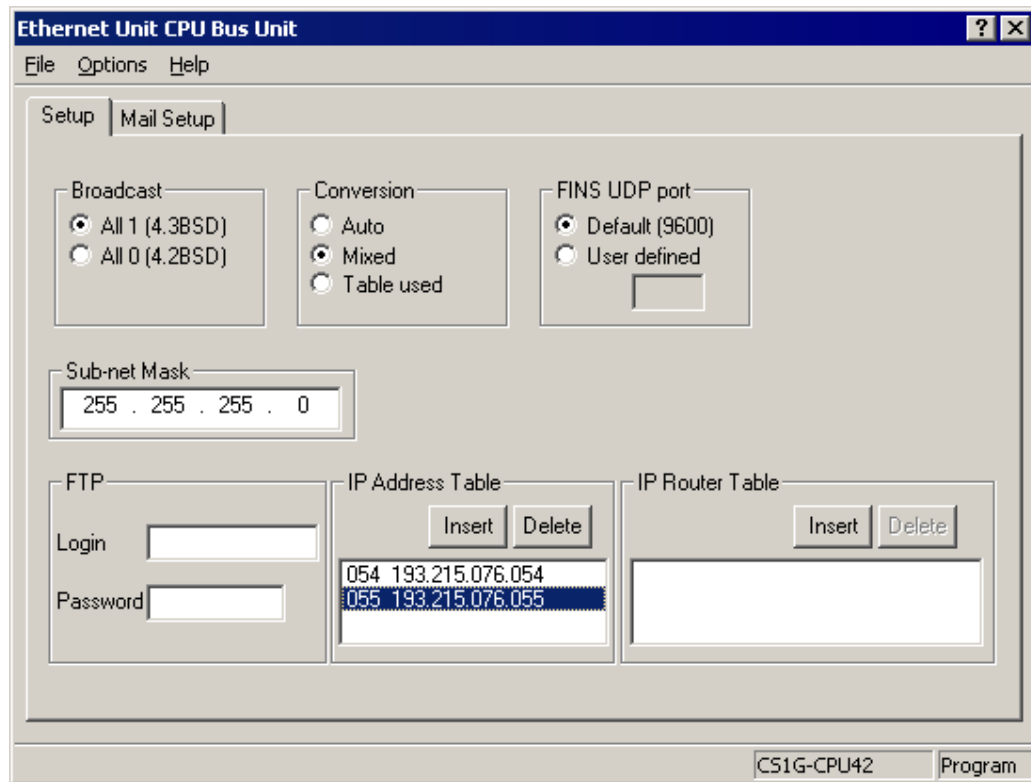 Ethernet Unit CPU Bus Unit
File Options Help
Setup Mail Setup
Broadcast Conversion FINS UDP port
All 1 (4.3BSD) Auto Default (9600)
All 0 (4.2BSD) Mixed User defined
Table used
Sub-net Mask
255 . 255 . 255 . 0
FTP IP Address Table IP Router Table
Insert Delete Insert Delete
Login
054 193.215.076.054
Password 055 193.215.076.055
CS1G-CPU42 Program